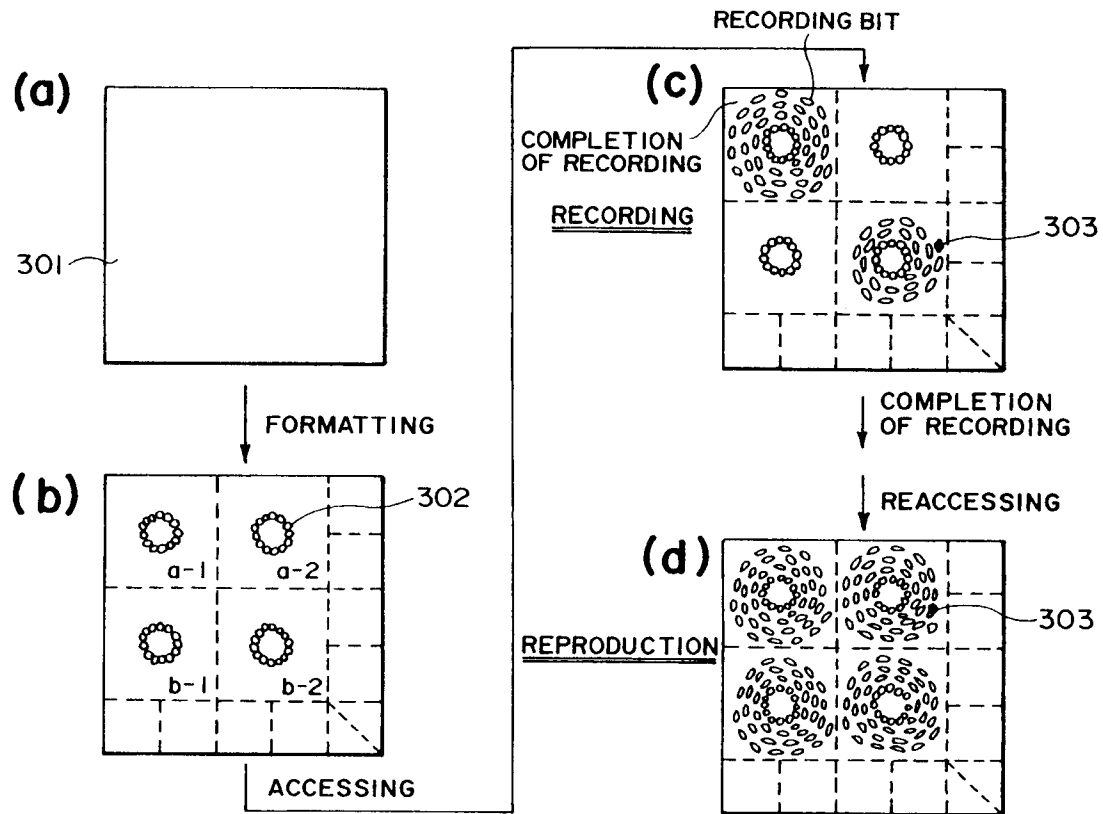 (a)
301
FORMATTING
(b)
302
a-1
a-2
b-1
b-2
ACCESSING
RECORDING BIT
(c)
COMPLETION
OF RECORDING
RECORDING
303
COMPLETION
OF RECORDING
REACCESSING
(d)
303
REPRODUCTION